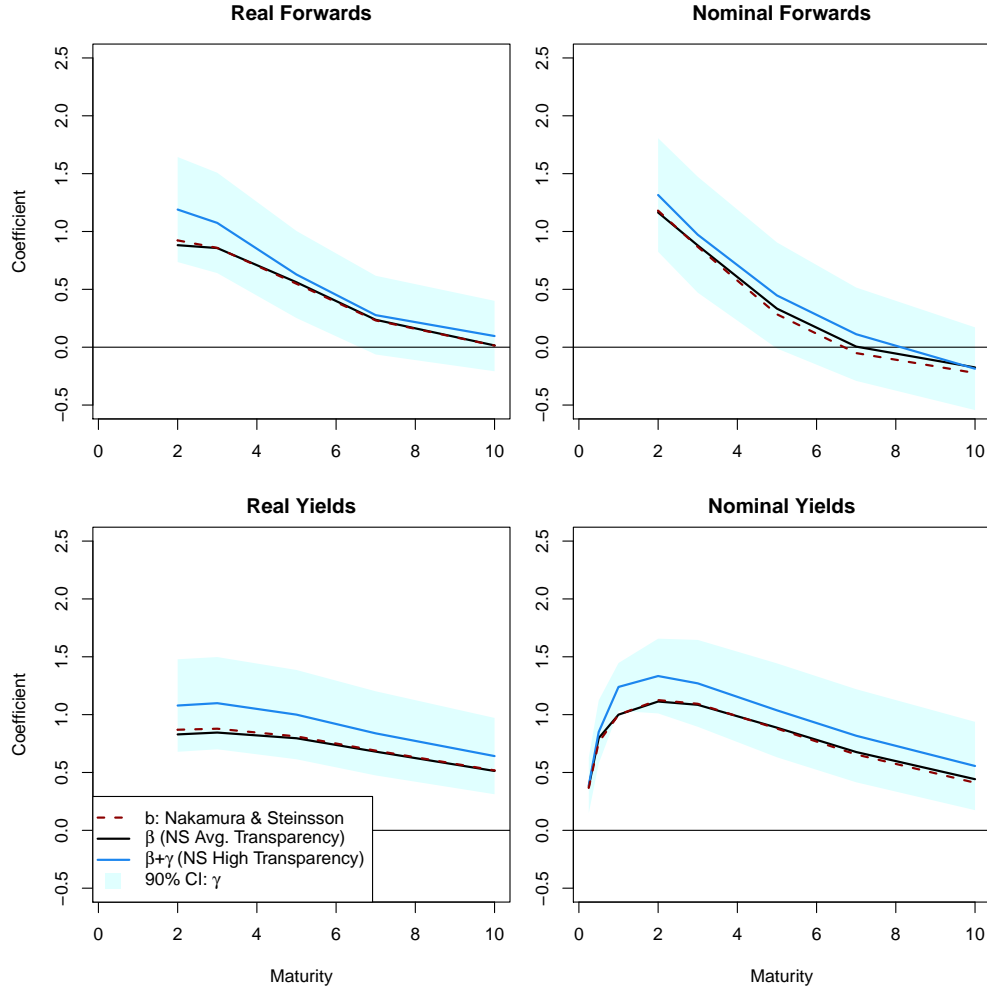 Real Forwards
Coefficient
2.5
2.0
1.5
1.0
0.5
0.0
−0.5
0 2 4 6 8 10
Nominal Forwards
2.5
2.0
1.5
1.0
0.5
0.0
−0.5
0 2 4 6 8 10
Real Yields
Coefficient
2.5
2.0
1.5
1.0
0.5
0.0
−0.5
b: Nakamura & Steinsson
β (NS Avg. Transparency)
β+γ (NS High Transparency)
90% CI: γ
0 2 4 6 8 10
Maturity
Nominal Yields
2.5
2.0
1.5
1.0
0.5
0.0
−0.5
0 2 4 6 8 10
Maturity